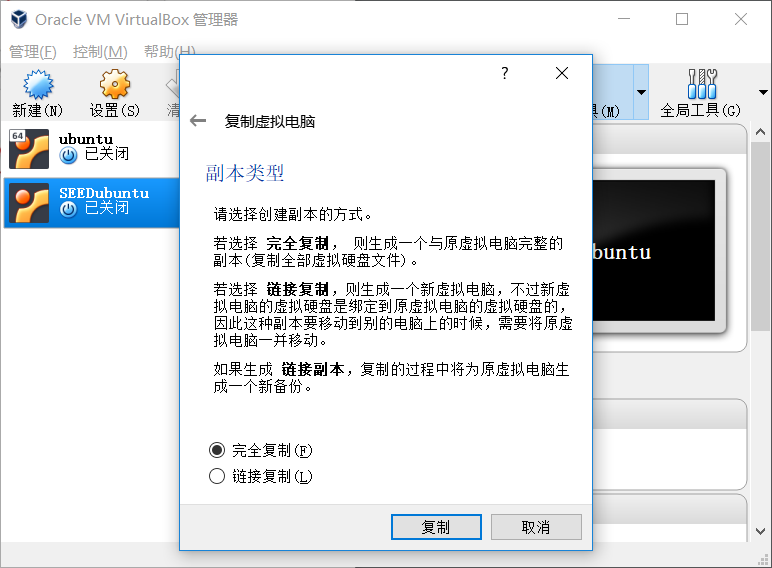 Oracle VM VirtualBox 管理器
管理(F) 控制(M) 帮助(H)
新建(N) 设置(S) 清 具(M) 全局工具(G)
64
ubuntu
已关闭
SEEDubuntu
已关闭
buntu
?
复制虚拟电脑
副本类型
请选择创建副本的方式。
若选择 完全复制， 则生成一个与原虚拟电脑完整的
副本(复制全部虚拟硬盘文件)。
若选择 链接复制，则生成一个新虚拟电脑，不过新虚
拟电脑的虚拟硬盘是绑定到原虚拟电脑的虚拟硬盘的，
因此这种副本要移动到别的电脑上的时候，需要将原虚
拟电脑一并移动。
如果生成 链接副本，复制的过程中将为原虚拟电脑生
成一个新备份。
完全复制(F)
链接复制(L)
复制 取消